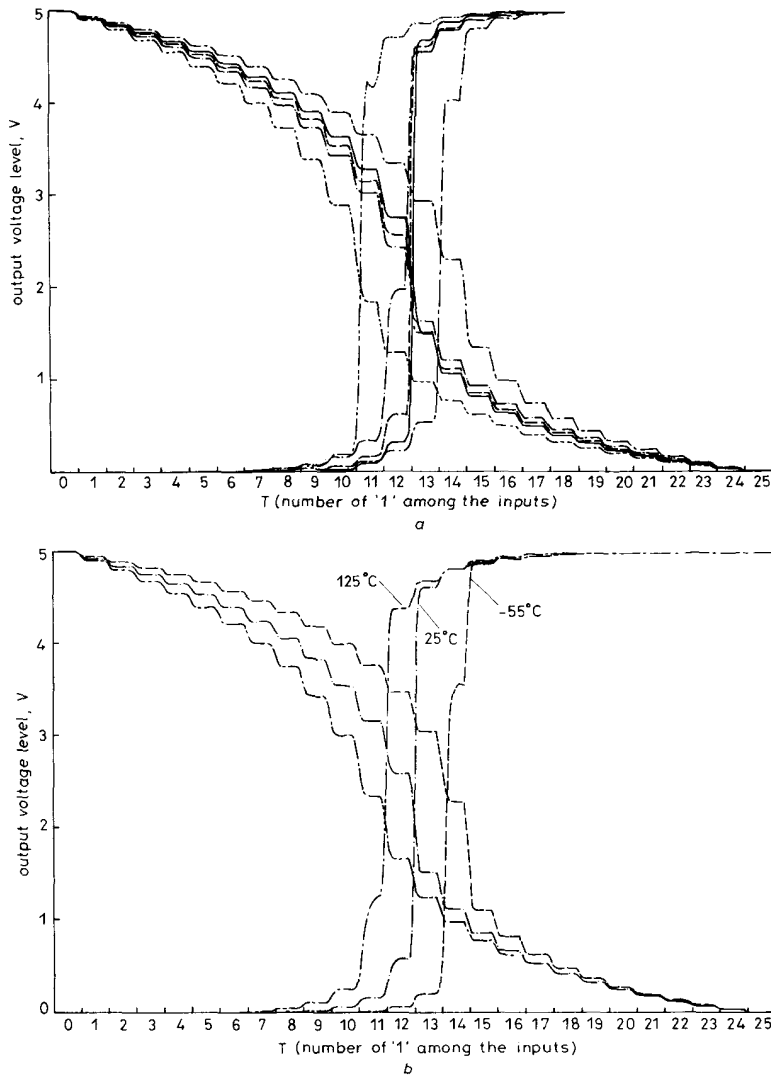 5
4
3
2
1
output voltage level, V
0 1 2 3 4 5 6 7 8 9 10 11 12 13 14 15 16 17 18 19 20 21 22 23 24 25
T (number of '1' among the inputs)
a
5
4
3
2
1
0
output voltage level, V
125°C
25°C
-55°C
0 1 2 3 4 5 6 7 8 9 10 11 12 13 14 15 16 17 18 19 20 21 22 23 24 25
T (number of '1' among the inputs)
b